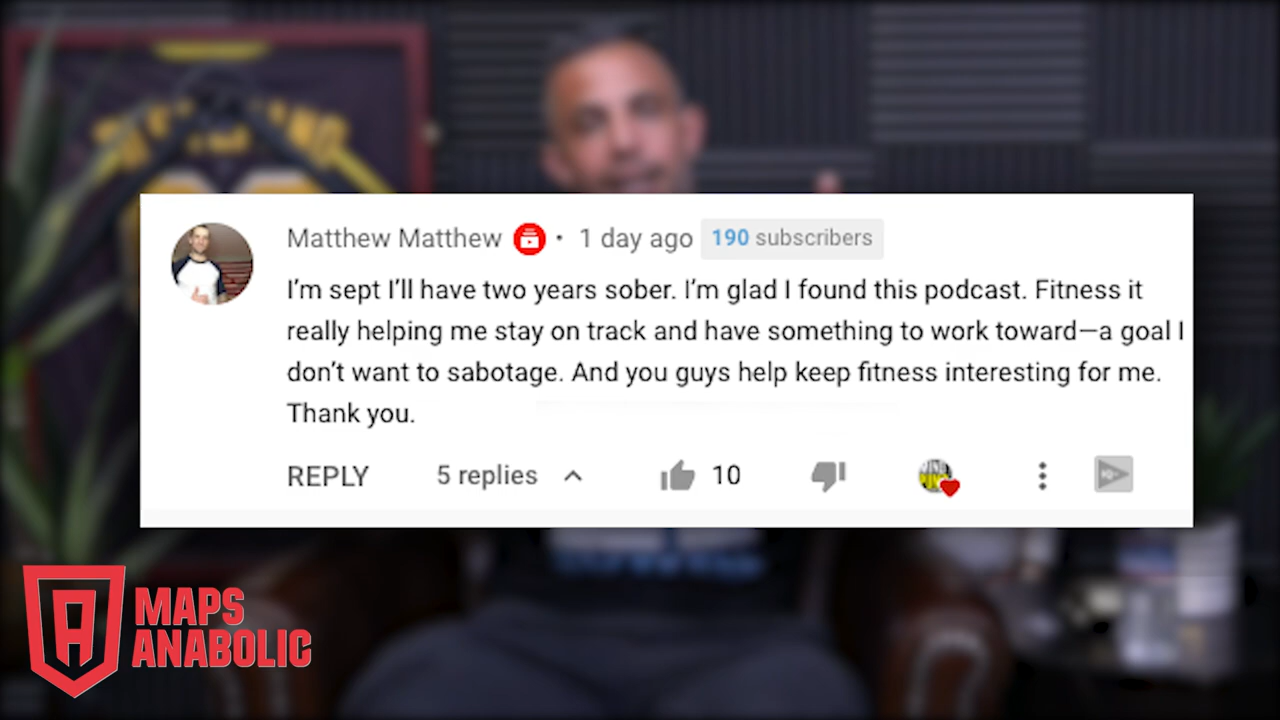 Matthew Matthew • 1 day ago 190 subscribers
I'm sept I'll have two years sober. I'm glad I found this podcast. Fitness it
really helping me stay on track and have something to work toward—a goal I
don't want to sabotage. And you guys help keep fitness interesting for me.
Thank you.
REPLY 5 replies 10
MAPS
ANABOLIC